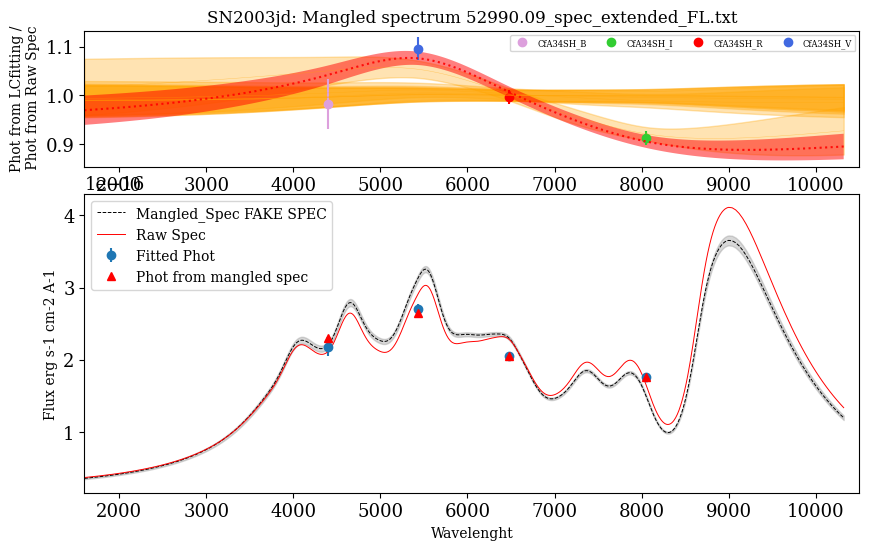 SN2003jd: Mangled spectrum 52990.09_spec_extended_FL.txt
Phot from LCfitting /
Phot from Raw Spec
1.1
1.0
0.9
CfA34SH_B
CfA34SH_I
CfA34SH_R
CfA34SH_V
2000 3000 4000 5000 6000 7000 8000 9000 10000
1e−16
Flux erg s-1 cm-2 A-1
4
3
2
1
Mangled_Spec FAKE SPEC
Raw Spec
Fitted Phot
Phot from mangled spec
2000 3000 4000 5000 6000 7000 8000 9000 10000
Wavelenght